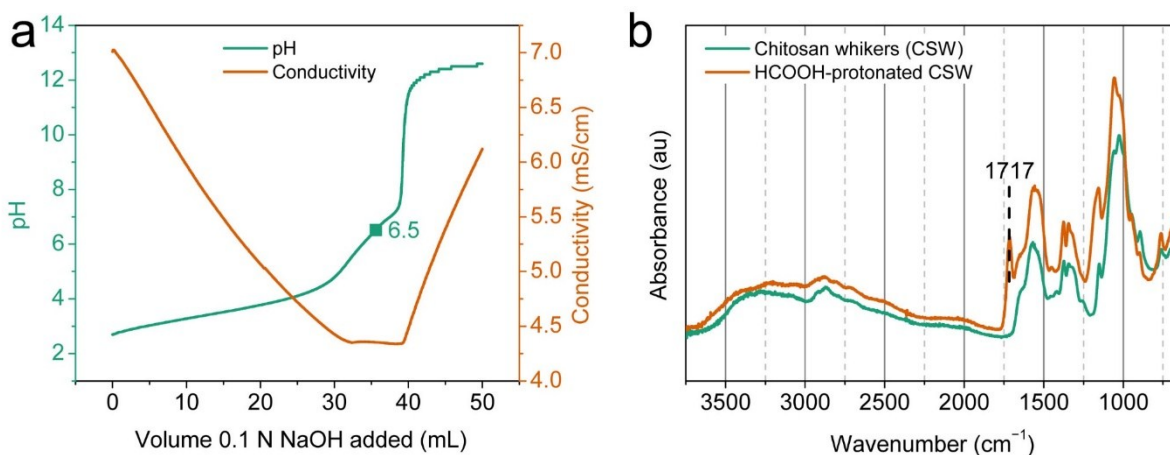 a
pH
Conductivity
14
12
10
8
6
4
2
pH
6.5
7.0
6.5
6.0
5.5
5.0
4.5
4.0
Conductivity (mS/cm)
0
10
20
30
40
50
Volume 0.1 N NaOH added (mL)
b
Chitosan whikers (CSW)
HCOOH-protonated CSW
1717
Absorbance (au)
3500
3000
2500
2000
1500
1000
Wavenumber (cm⁻¹)